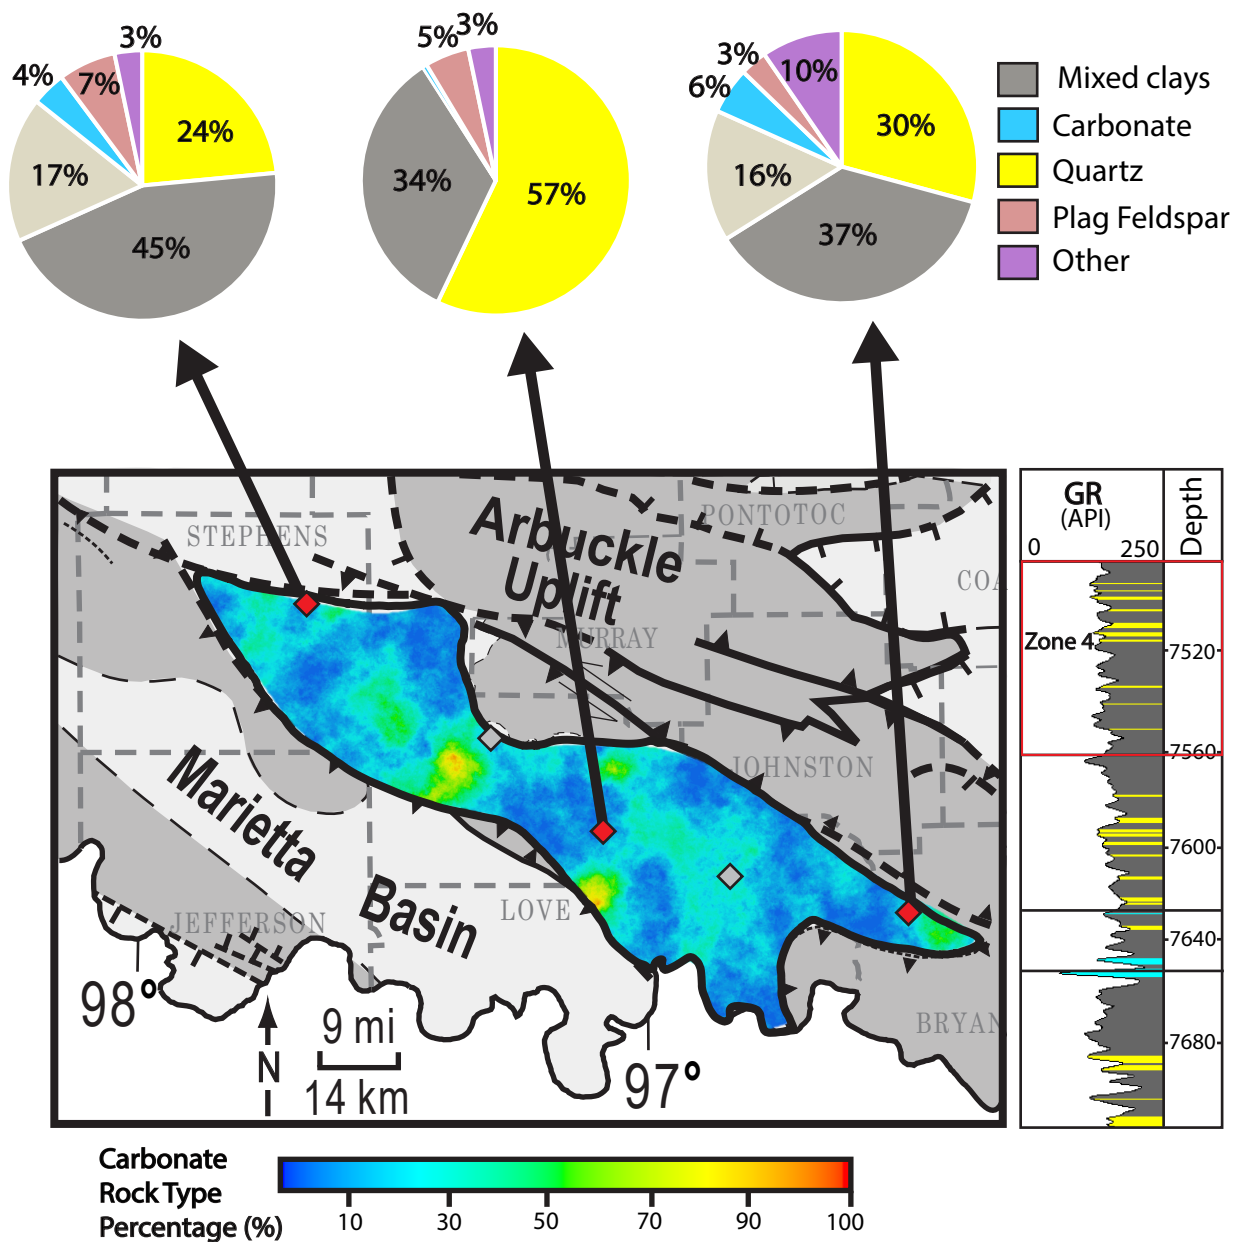 3%
4%
7%
24%
17%
45%
5%
3%
34%
57%
3%
10%
6%
30%
16%
37%
Mixed clays
Carbonate
Quartz
Plag Feldspar
Other
STEPHENS
Arbuckle
Uplift
PONTOTOC
COA
MURRAY
JOHNSTON
Marietta
Basin
LOVE
JEFFERSON
BRYAN
98°
97°
N
9 mi
14 km
GR
(API)
0
250
Depth
Zone 4
7520
7560
7600
7640
7680
Carbonate
Rock Type
Percentage (%)
10
30
50
70
90
100